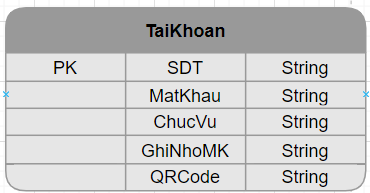 TaiKhoan
PK SDT String
MatKhau String
ChucVu String
GhiNhoMK String
QRCode String